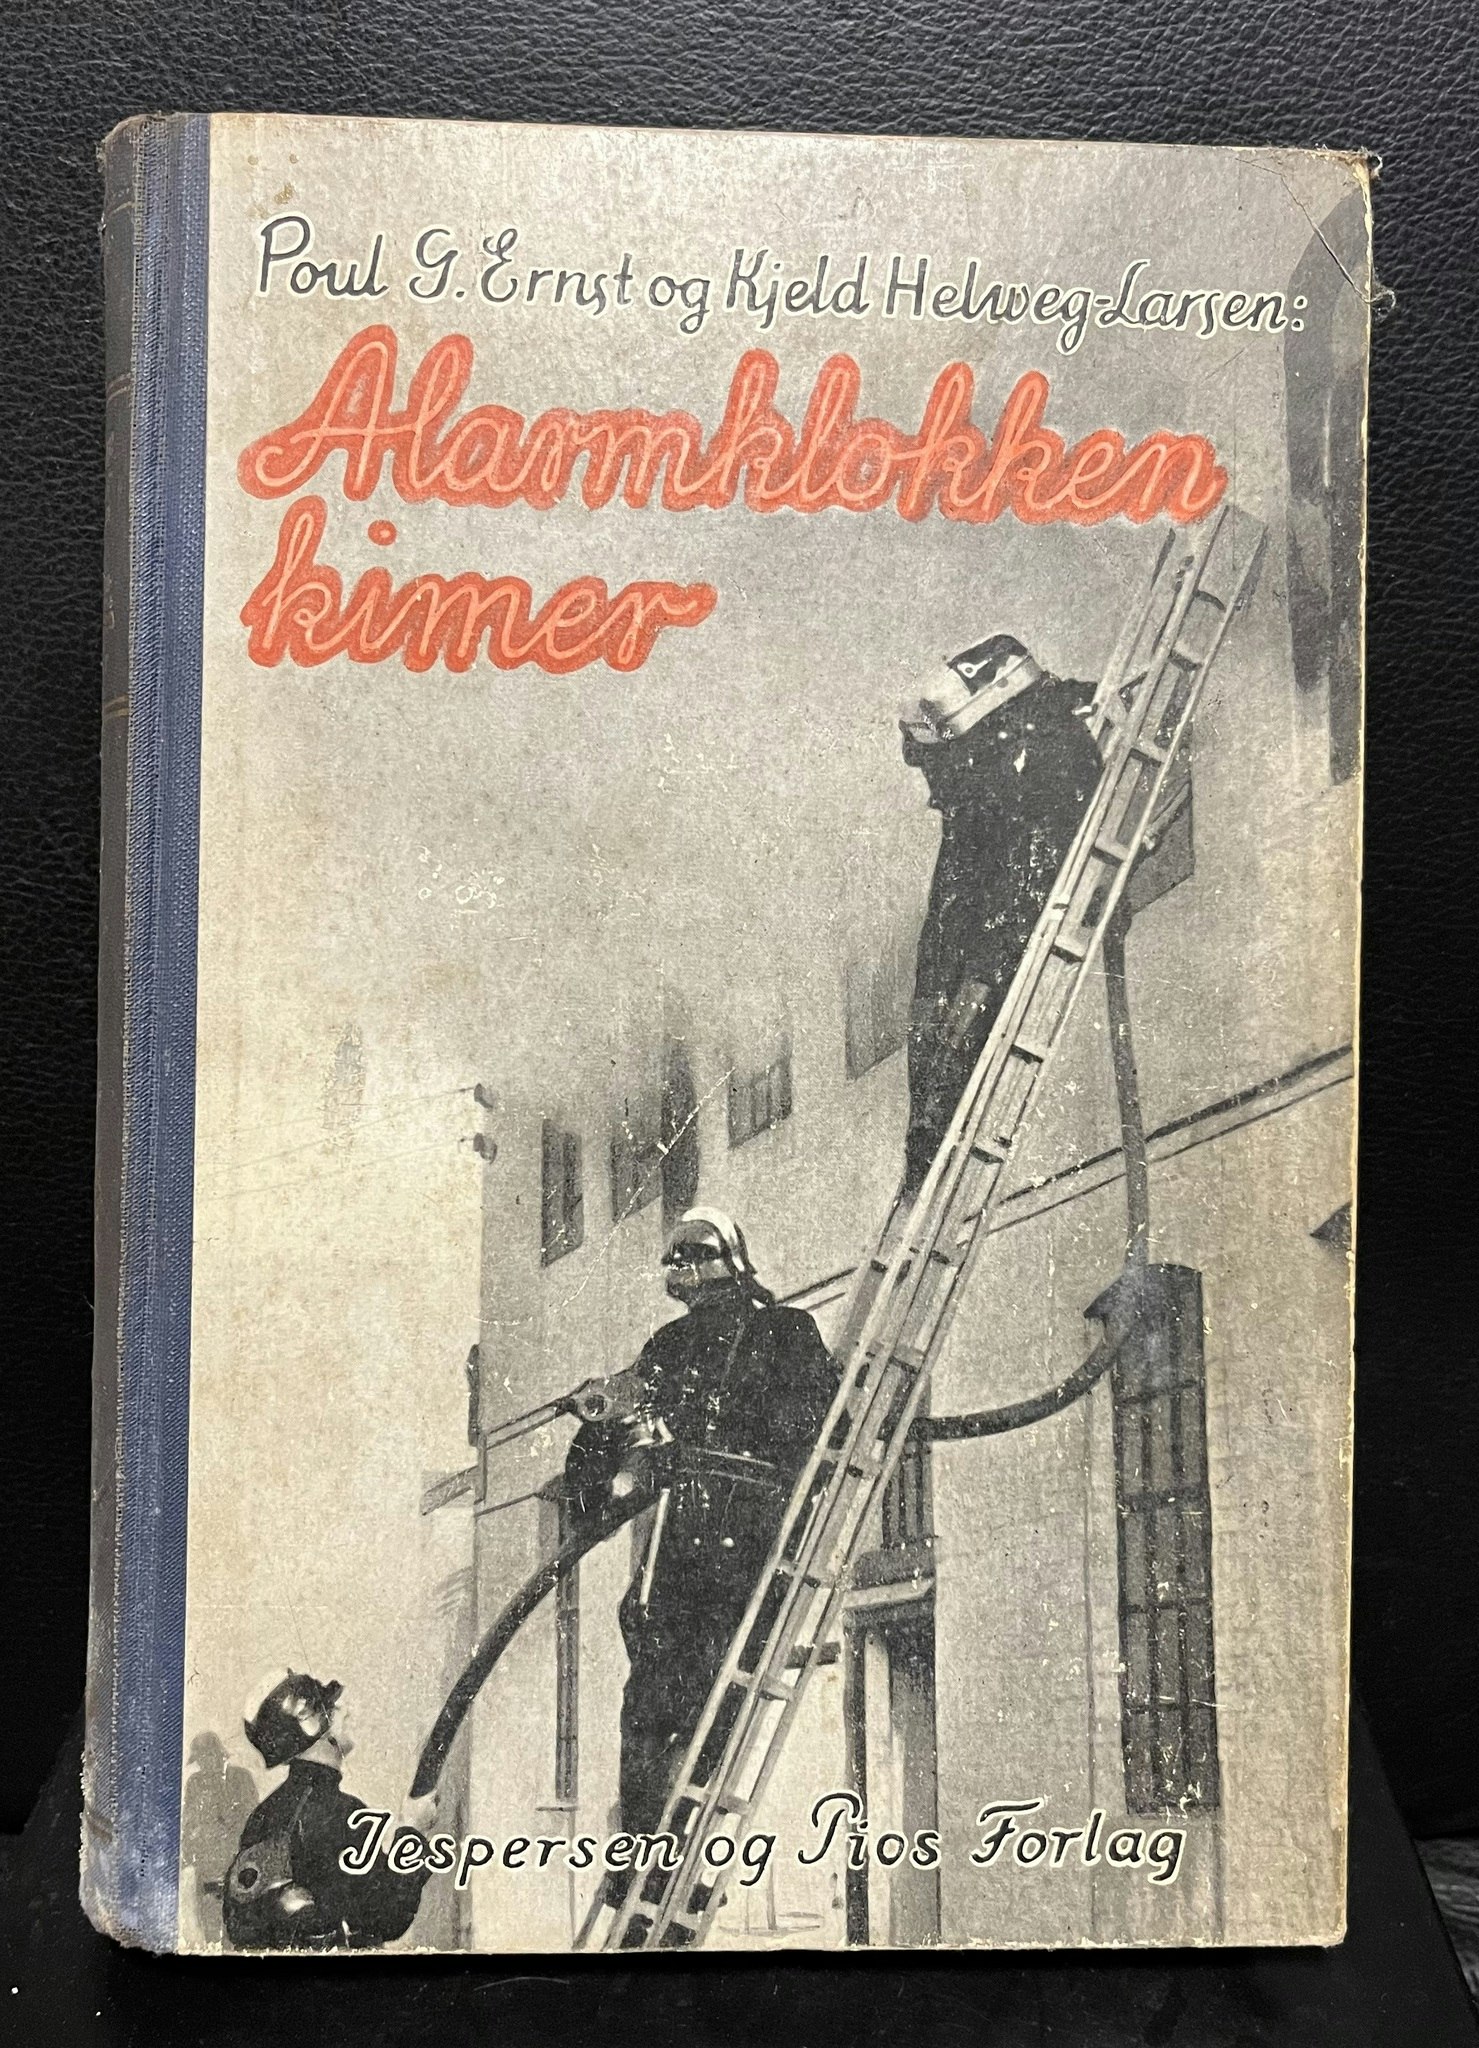 Poul G. Ernst og Kjeld Helweg-Larsen:
Alarmklokken
kimer
Jespersen og Pios Forlag